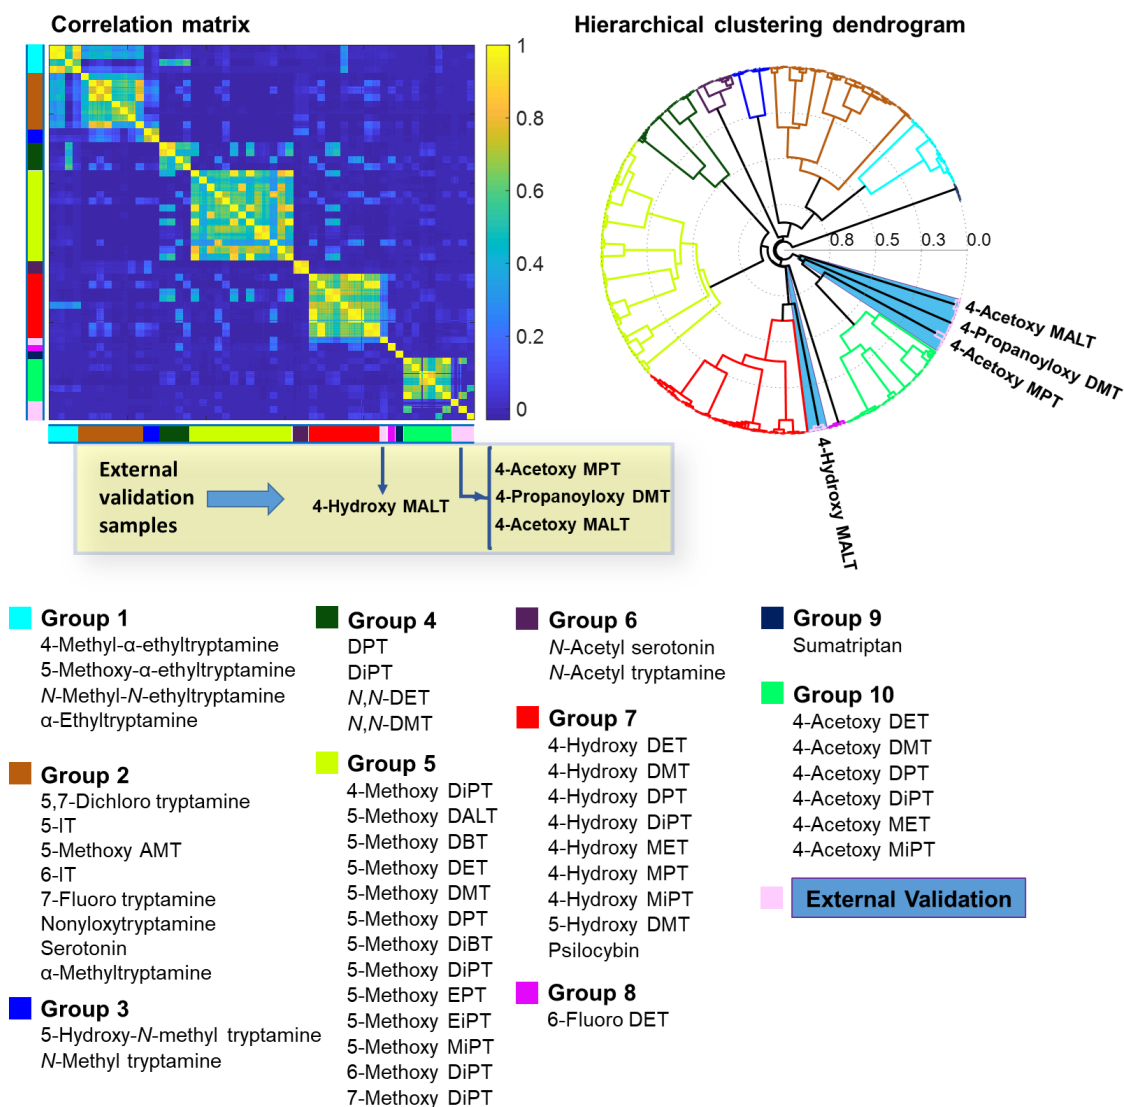 Correlation matrix
Hierarchical clustering dendrogram
1
0.8
0.6
0.4
0.2
0
0.8 0.5 0.3 0.0
4-Acetoxy MALT
4-Propanoyloxy DMT
4-Acetoxy MPT
4-Hydroxy MALT
External
validation
samples
4-Hydroxy MALT
4-Acetoxy MPT
4-Propanoyloxy DMT
4-Acetoxy MALT
Group 1
4-Methyl-α-ethyltryptamine
5-Methoxy-α-ethyltryptamine
N-Methyl-N-ethyltryptamine
α-Ethyltryptamine
Group 2
5,7-Dichloro tryptamine
5-IT
5-Methoxy AMT
6-IT
7-Fluoro tryptamine
Nonyloxytryptamine
Serotonin
α-Methyltryptamine
Group 3
5-Hydroxy-N-methyl tryptamine
N-Methyl tryptamine
Group 4
DPT
DiPT
N,N-DET
N,N-DMT
Group 5
4-Methoxy DiPT
5-Methoxy DALT
5-Methoxy DBT
5-Methoxy DET
5-Methoxy DMT
5-Methoxy DPT
5-Methoxy DiBT
5-Methoxy DiPT
5-Methoxy EPT
5-Methoxy EiPT
5-Methoxy MiPT
6-Methoxy DiPT
7-Methoxy DiPT
Group 6
N-Acetyl serotonin
N-Acetyl tryptamine
Group 7
4-Hydroxy DET
4-Hydroxy DMT
4-Hydroxy DPT
4-Hydroxy DiPT
4-Hydroxy MET
4-Hydroxy MPT
4-Hydroxy MiPT
5-Hydroxy DMT
Psilocybin
Group 8
6-Fluoro DET
Group 9
Sumatriptan
Group 10
4-Acetoxy DET
4-Acetoxy DMT
4-Acetoxy DPT
4-Acetoxy DiPT
4-Acetoxy MET
4-Acetoxy MiPT
External Validation